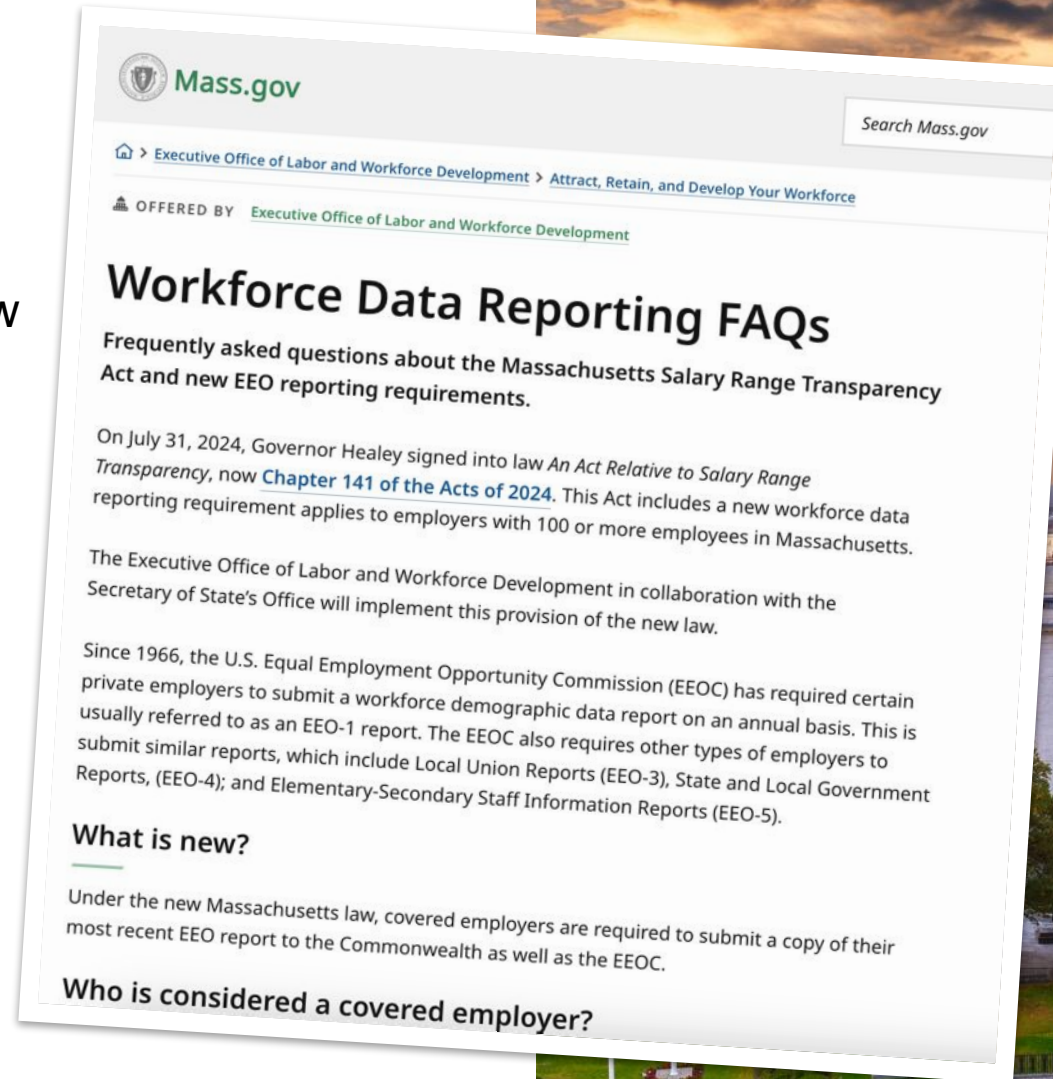 Mass.gov
Search Mass.gov
> Executive Office of Labor and Workforce Development > Attract, Retain, and Develop Your Workforce
OFFERED BY Executive Office of Labor and Workforce Development
Workforce Data Reporting FAQs
Frequently asked questions about the Massachusetts Salary Range Transparency
Act and new EEO reporting requirements.
On July 31, 2024, Governor Healey signed into law An Act Relative to Salary Range
Transparency, now Chapter 141 of the Acts of 2024. This Act includes a new workforce data
reporting requirement applies to employers with 100 or more employees in Massachusetts.
The Executive Office of Labor and Workforce Development in collaboration with the
Secretary of State’s Office will implement this provision of the new law.
Since 1966, the U.S. Equal Employment Opportunity Commission (EEOC) has required certain
private employers to submit a workforce demographic data report on an annual basis. This is
usually referred to as an EEO-1 report. The EEOC also requires other types of employers to
submit similar reports, which include Local Union Reports (EEO-3), State and Local Government
Reports, (EEO-4); and Elementary-Secondary Staff Information Reports (EEO-5).
What is new?
Under the new Massachusetts law, covered employers are required to submit a copy of their
most recent EEO report to the Commonwealth as well as the EEOC.
Who is considered a covered employer?